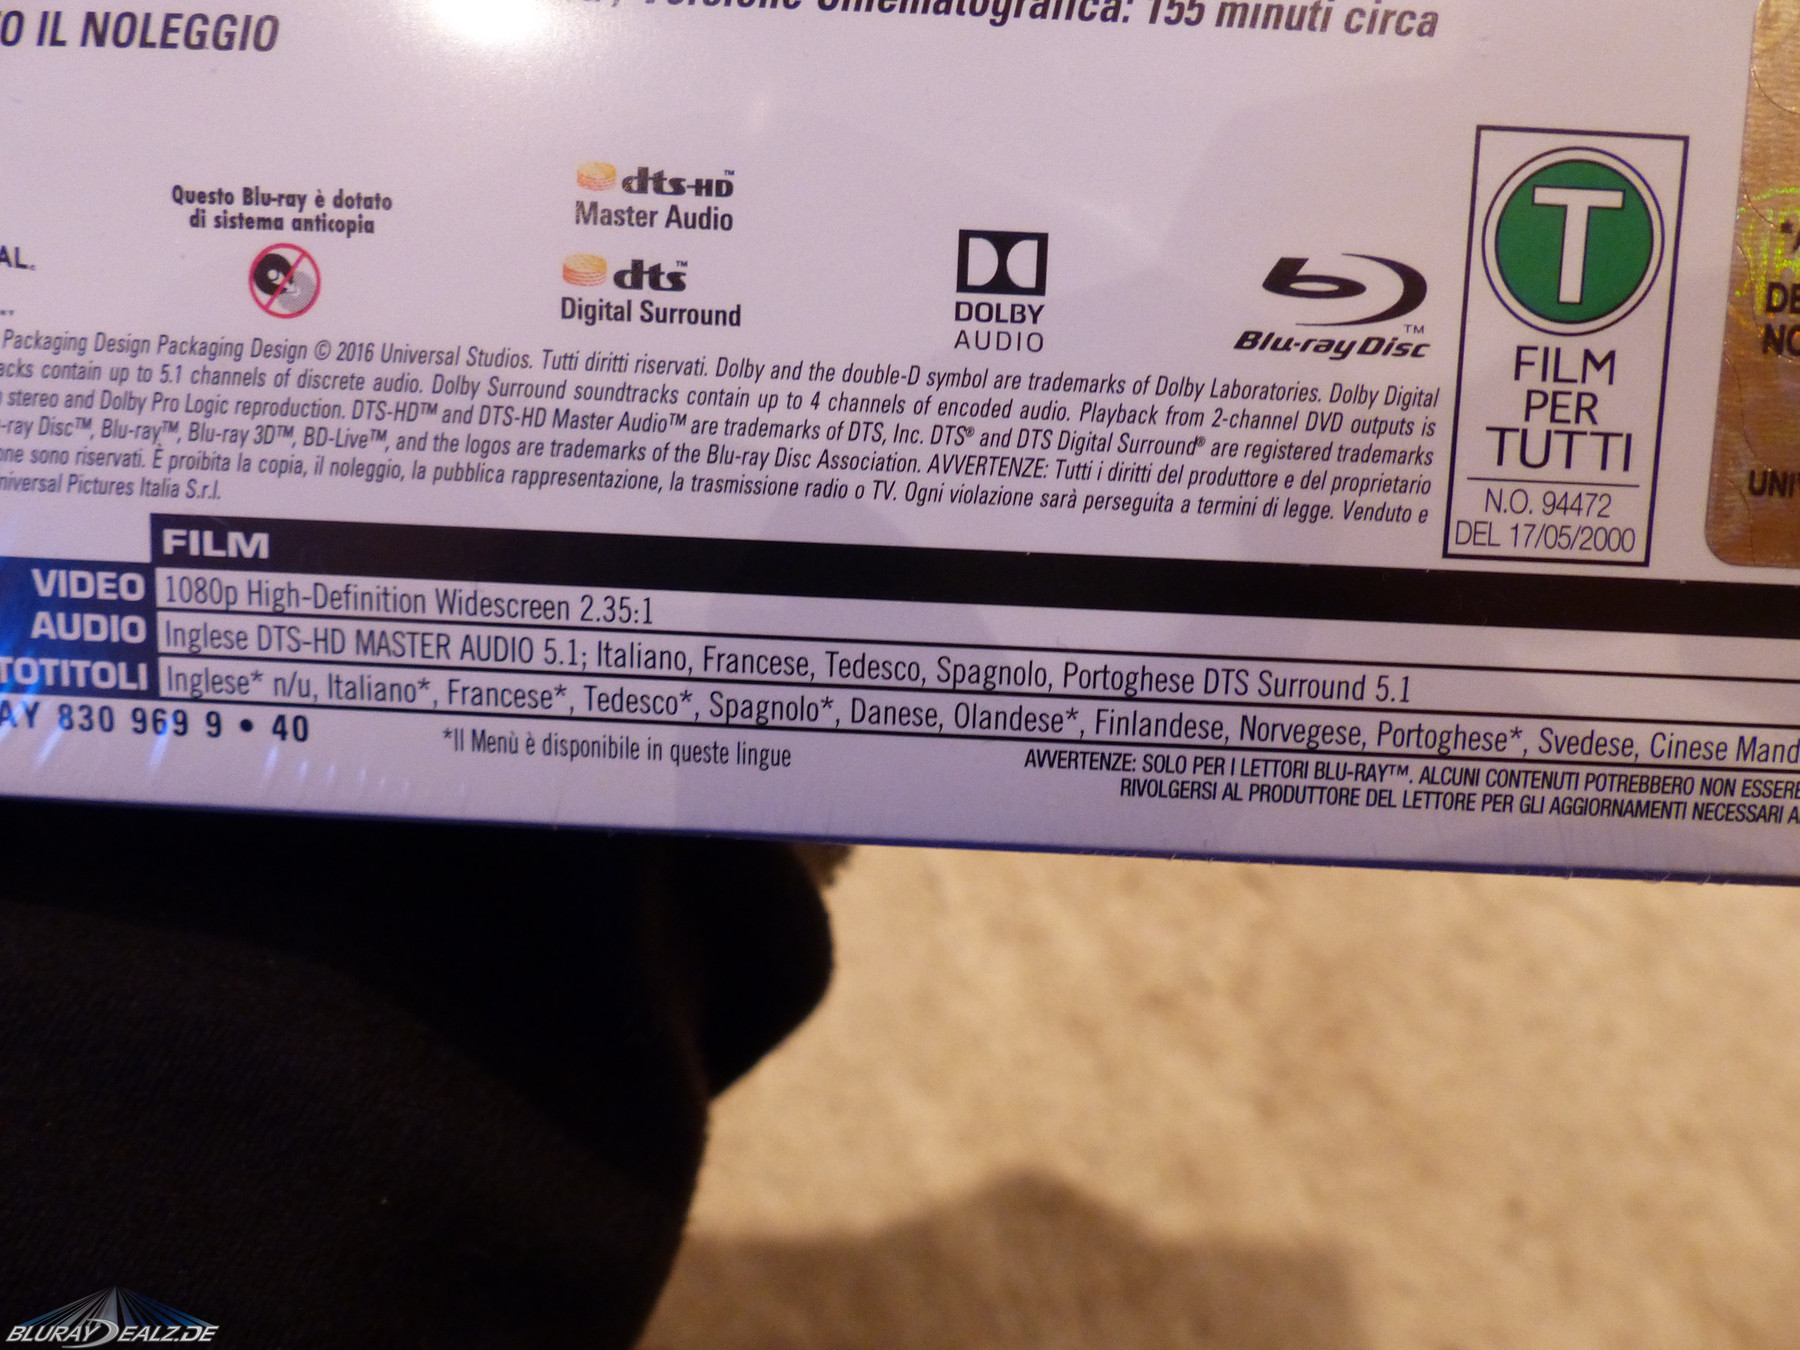 Versione Cinematografica: 155 minuti circa
O IL NOLEGGIO
Questo Blu-ray è dotato
di sistema anticopia
dts-HD™
Master Audio
dts™
Digital Surround
DOLBY
AUDIO
Blu-ray Disc™
T
FILM
PER
TUTTI
N.O. 94472
DEL 17/05/2000
AL.
Packaging Design Packaging Design © 2016 Universal Studios. Tutti diritti riservati. Dolby and the double-D symbol are trademarks of Dolby Laboratories. Dolby Digital
acks contain up to 5.1 channels of discrete audio. Dolby Surround soundtracks contain up to 4 channels of encoded audio. Playback from 2-channel DVD outputs is
stereo and Dolby Pro Logic reproduction. DTS-HD™ and DTS-HD Master Audio™ are trademarks of DTS, Inc. DTS® and DTS Digital Surround® are registered trademarks
-ray Disc™, Blu-ray™, Blu-ray 3D™, BD-Live™, and the logos are trademarks of the Blu-ray Disc Association. AVVERTENZE: Tutti i diritti del produttore e del proprietario
one sono riservati. È proibita la copia, il noleggio, la pubblica rappresentazione, la trasmissione radio o TV. Ogni violazione sarà perseguita a termini di legge. Venduto e
niversal Pictures Italia S.r.l.
DE
NO
UNI
FILM
VIDEO 1080p High-Definition Widescreen 2.35:1
AUDIO Inglese DTS-HD MASTER AUDIO 5.1; Italiano, Francese, Tedesco, Spagnolo, Portoghese DTS Surround 5.1
TOTITOLI Inglese* n/u, Italiano*, Francese*, Tedesco*, Spagnolo*, Danese, Olandese*, Finlandese, Norvegese, Portoghese*, Svedese, Cinese Mand
AY 830 969 9 • 40
*Il Menù è disponibile in queste lingue
AVVERTENZE: SOLO PER I LETTORI BLU-RAY™. ALCUNI CONTENUTI POTREBBERO NON ESSERE
RIVOLGERSI AL PRODUTTORE DEL LETTORE PER GLI AGGIORNAMENTI NECESSARI A
BLURAYDEALZ.DE